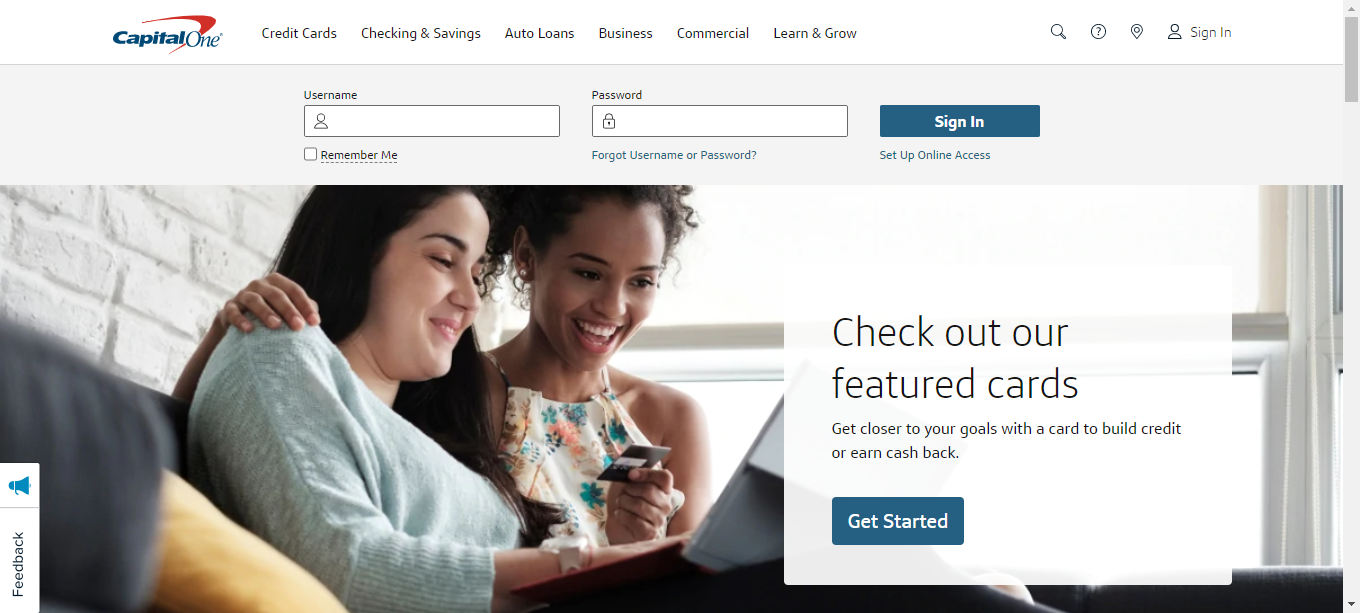 Capital One
Credit Cards Checking & Savings Auto Loans Business Commercial Learn & Grow Sign In
Username Password
Sign In
Remember Me Forgot Username or Password? Set Up Online Access
Check out our
featured cards
Get closer to your goals with a card to build credit
or earn cash back.
Get Started
Feedback